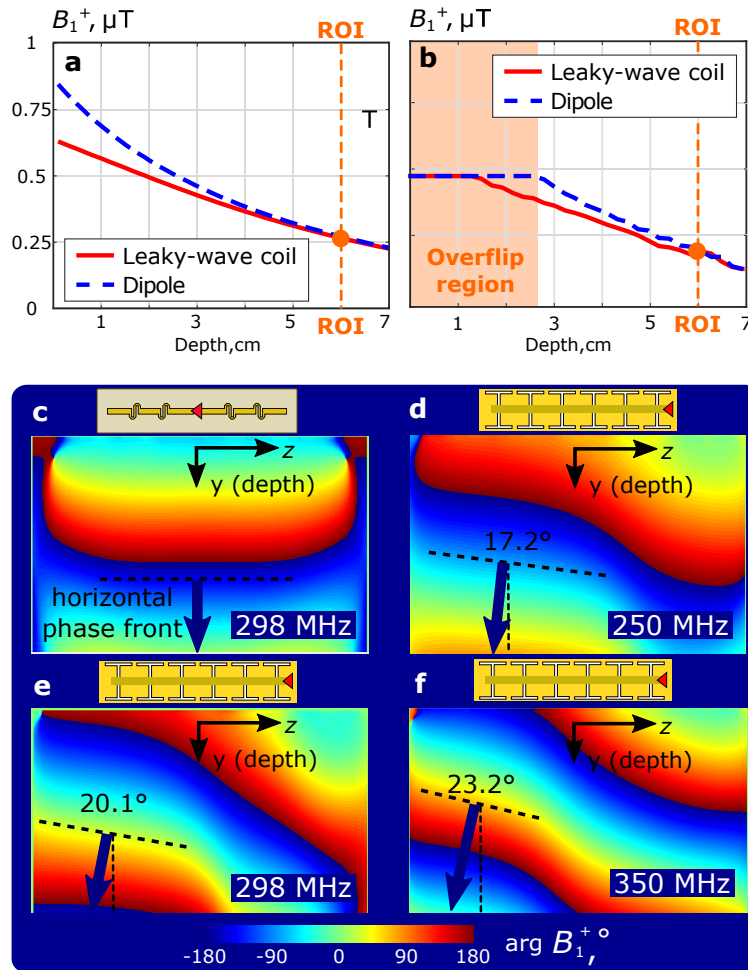 B₁⁺, μT
ROI
1
a
T
0.75
0.5
0.25
Leaky-wave coil
Dipole
0
1
3
5
7
Depth,cm
ROI
B₁⁺, μT
ROI
b
Leaky-wave coil
Dipole
Overflip
region
1
3
5
7
Depth,cm
ROI
c
z
y (depth)
horizontal
phase front
298 MHz
d
z
y (depth)
17.2°
250 MHz
e
z
y (depth)
20.1°
298 MHz
f
z
y (depth)
23.2°
350 MHz
-180
-90
0
90
180
arg B₁⁺,°